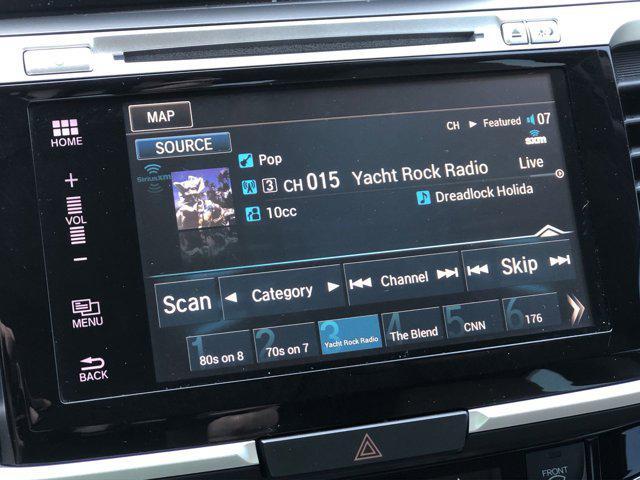 MAP
CH ▶ Featured 07
HOME
SOURCE
sxm
SiriusXM
Pop
Live
3 CH 015 Yacht Rock Radio
+
VOL
10cc
Dreadlock Holida
−
Scan
◀ Category ▶
Channel
Skip
MENU
1 80s on 8
2 70s on 7
3 Yacht Rock Radio
4 The Blend
5 CNN
6 176
BACK
FRONT